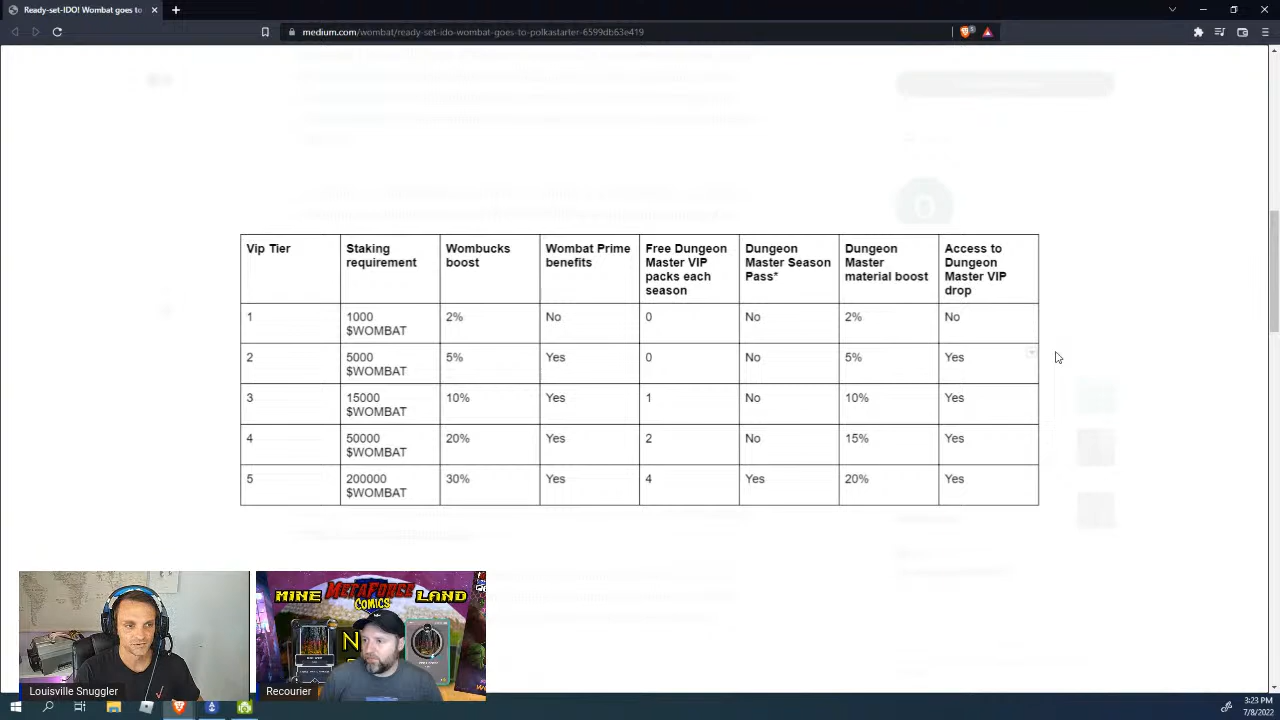 Ready-set-IDO! Wombat goes to
medium.com/wombat/ready-set-ido-wombat-goes-to-polkastarter-6599db63e419
Vip Tier
Staking
requirement
Wombucks
boost
Wombat Prime
benefits
Free Dungeon
Master VIP
packs each
season
Dungeon
Master Season
Pass*
Dungeon
Master
material boost
Access to
Dungeon
Master VIP
drop
1
1000
$WOMBAT
2%
No
0
No
2%
No
2
5000
$WOMBAT
5%
Yes
0
No
5%
Yes
3
15000
$WOMBAT
10%
Yes
1
No
10%
Yes
4
50000
$WOMBAT
20%
Yes
2
No
15%
Yes
5
200000
$WOMBAT
30%
Yes
4
Yes
20%
Yes
MINE
METAFORGE
COMICS
LAND
N
Louisville Snuggler
Recourier
3:23 PM
7/8/2022